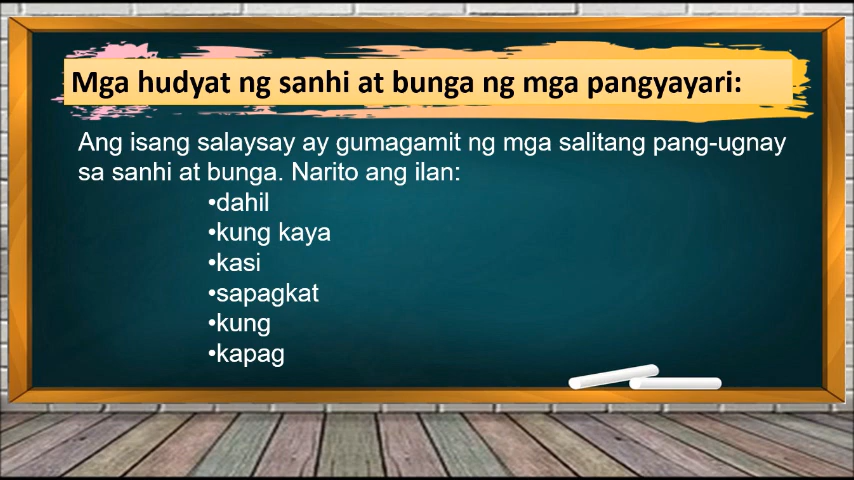 Mga hudyat ng sanhi at bunga ng mga pangyayari:
Ang isang salaysay ay gumagamit ng mga salitang pang-ugnay
sa sanhi at bunga. Narito ang ilan:
•dahil
•kung kaya
•kasi
•sapagkat
•kung
•kapag